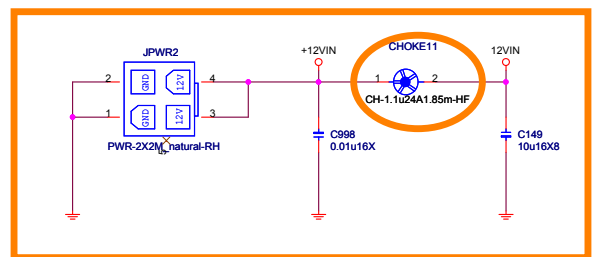 JPWR2
+12VIN
CHOKE11
12VIN
2
GND
12V
4
1
2
1
GND
12V
3
CH-1.1u24A1.85m-HF
C998
0.01u16X
C149
10u16X8
PWR-2X2M_natural-RH